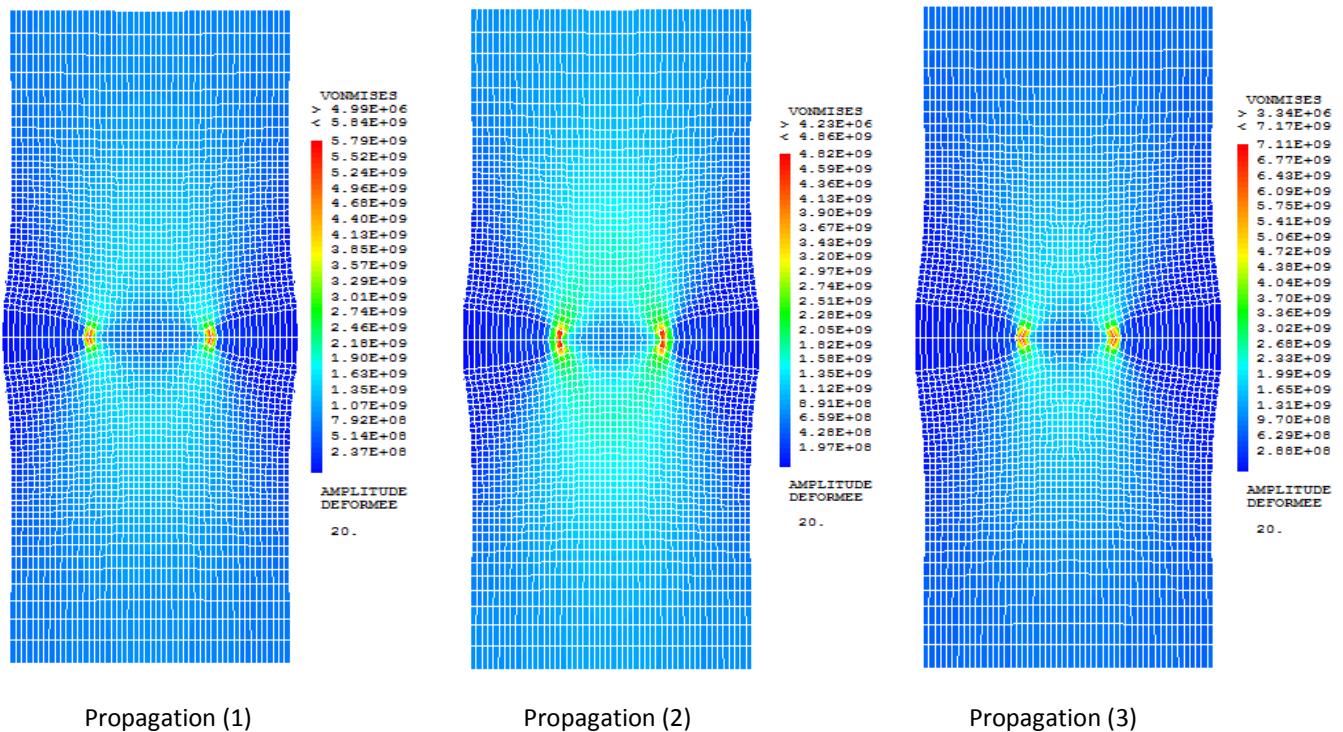 VONMISES
> 4.99E+06
< 5.84E+09
5.79E+09
5.52E+09
5.24E+09
4.96E+09
4.68E+09
4.40E+09
4.13E+09
3.85E+09
3.57E+09
3.29E+09
3.01E+09
2.74E+09
2.46E+09
2.18E+09
1.90E+09
1.63E+09
1.35E+09
1.07E+09
7.92E+08
5.14E+08
2.37E+08
AMPLITUDE
DEFORMEE
20.
VONMISES
> 4.23E+06
< 4.86E+09
4.82E+09
4.59E+09
4.36E+09
4.13E+09
3.90E+09
3.67E+09
3.43E+09
3.20E+09
2.97E+09
2.74E+09
2.51E+09
2.28E+09
2.05E+09
1.82E+09
1.58E+09
1.35E+09
1.12E+09
8.91E+08
6.59E+08
4.28E+08
1.97E+08
AMPLITUDE
DEFORMEE
20.
VONMISES
> 3.34E+06
< 7.17E+09
7.11E+09
6.77E+09
6.43E+09
6.09E+09
5.75E+09
5.41E+09
5.06E+09
4.72E+09
4.38E+09
4.04E+09
3.70E+09
3.36E+09
3.02E+09
2.68E+09
2.33E+09
1.99E+09
1.65E+09
1.31E+09
9.70E+08
6.29E+08
2.88E+08
AMPLITUDE
DEFORMEE
20.
Propagation (1)
Propagation (2)
Propagation (3)